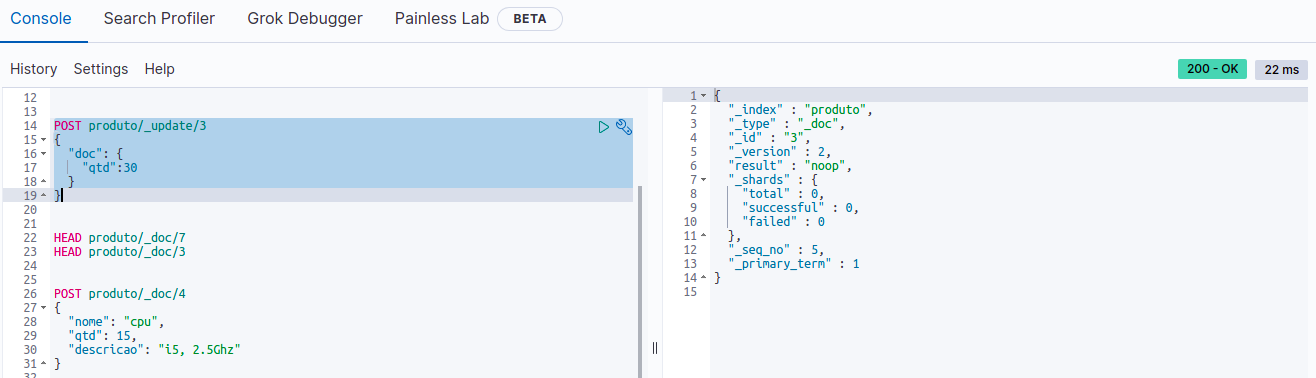 Console Search Profiler Grok Debugger Painless Lab BETA
History Settings Help 200 - OK 22 ms
12
13
14 POST produto/_update/3
15 {
16 "doc": {
17 "qtd":30
18 }
19 }
20
21
22 HEAD produto/_doc/7
23 HEAD produto/_doc/3
24
25
26 POST produto/_doc/4
27 {
28 "nome": "cpu",
29 "qtd": 15,
30 "descricao": "i5, 2.5Ghz"
31 }
32
1 {
2 "_index" : "produto",
3 "_type" : "_doc",
4 "_id" : "3",
5 "_version" : 2,
6 "result" : "noop",
7 "_shards" : {
8 "total" : 0,
9 "successful" : 0,
10 "failed" : 0
11 },
12 "_seq_no" : 5,
13 "_primary_term" : 1
14 }
15